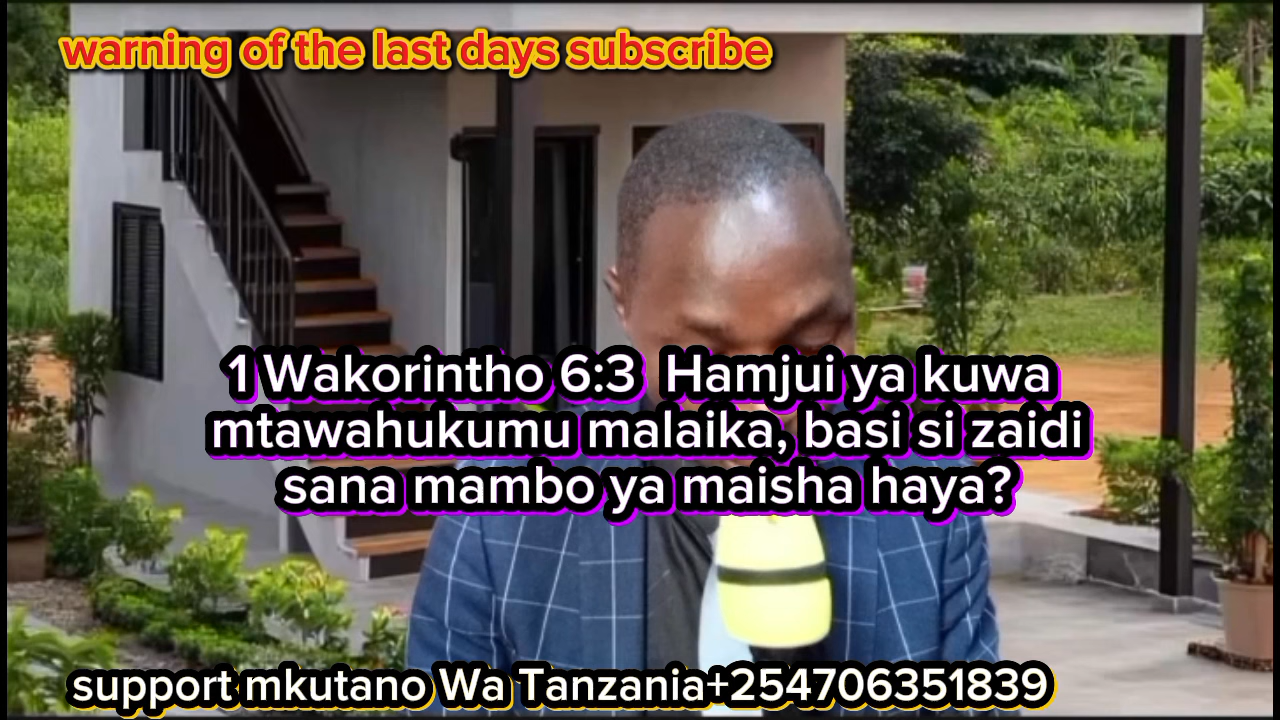 warning of the last days subscribe
1 Wakorintho 6:3 Hamjui ya kuwa
mtawahukumu malaika, basi si zaidi
sana mambo ya maisha haya?
support mkutano Wa Tanzania+254706351839